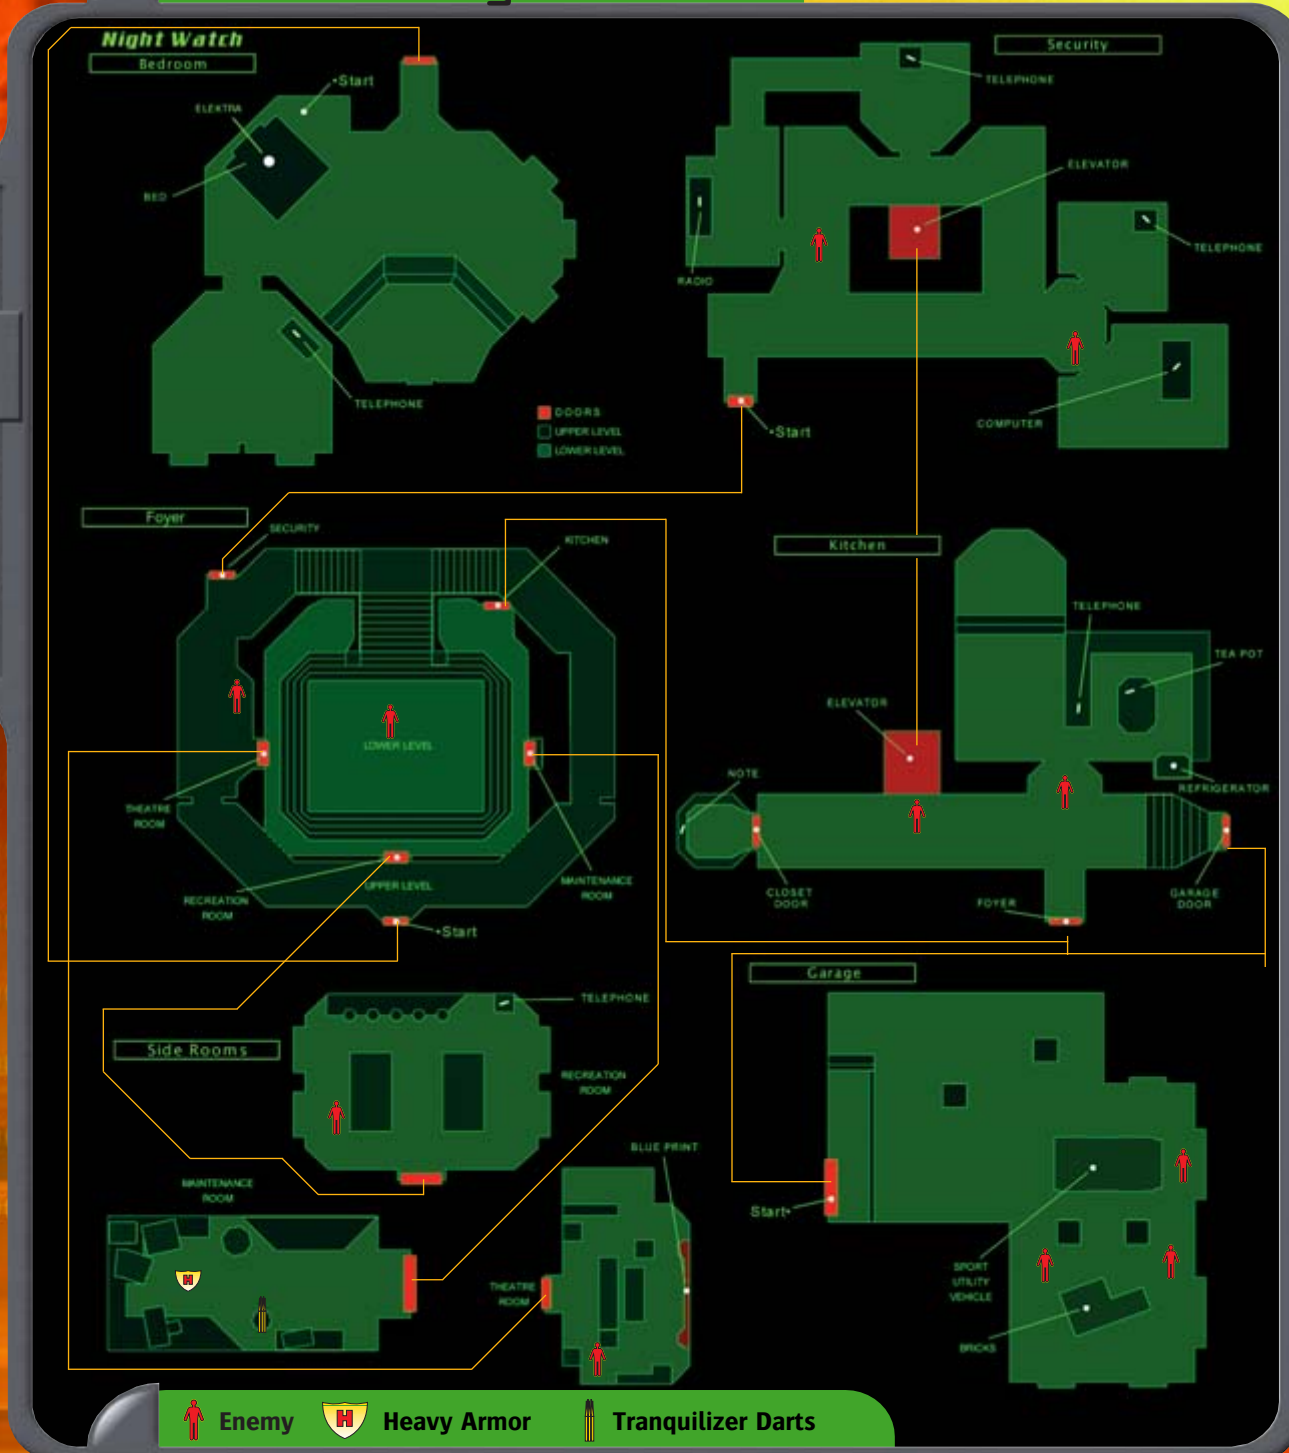 Night Watch
Bedroom
•Start
ELEKTRA
BED
TELEPHONE
DOORS
UPPER LEVEL
LOWER LEVEL
Security
TELEPHONE
ELEVATOR
TELEPHONE
RADIO
COMPUTER
•Start
Foyer
SECURITY
KITCHEN
LOWER LEVEL
THEATRE
ROOM
RECREATION
ROOM
UPPER LEVEL
MAINTENANCE
ROOM
•Start
Kitchen
TELEPHONE
TEA POT
ELEVATOR
NOTE
REFRIGERATOR
CLOSET
DOOR
FOYER
GARAGE
DOOR
Side Rooms
TELEPHONE
RECREATION
ROOM
BLUE PRINT
MAINTENANCE
ROOM
H
THEATRE
ROOM
Garage
Start•
SPORT
UTILITY
VEHICLE
BRICKS
Enemy
H
Heavy Armor
Tranquilizer Darts